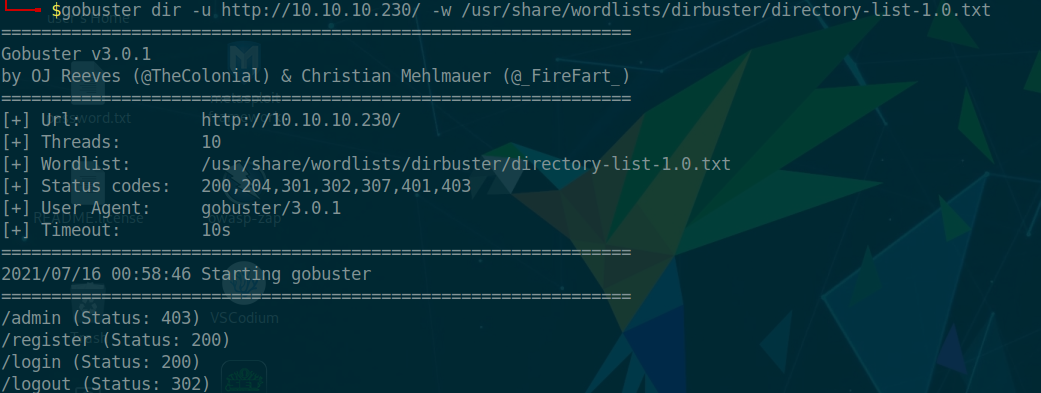 $gobuster dir -u http://10.10.10.230/ -w /usr/share/wordlists/dirbuster/directory-list-1.0.txt
===============================================================
Gobuster v3.0.1
by OJ Reeves (@TheColonial) & Christian Mehlmauer (@_FireFart_)
===============================================================
[+] Url:            http://10.10.10.230/
[+] Threads:        10
[+] Wordlist:       /usr/share/wordlists/dirbuster/directory-list-1.0.txt
[+] Status codes:   200,204,301,302,307,401,403
[+] User Agent:     gobuster/3.0.1
[+] Timeout:        10s
===============================================================
2021/07/16 00:58:46 Starting gobuster
===============================================================
/admin (Status: 403)
/register (Status: 200)
VSCodium
/login (Status: 200)
/logout (Status: 302)